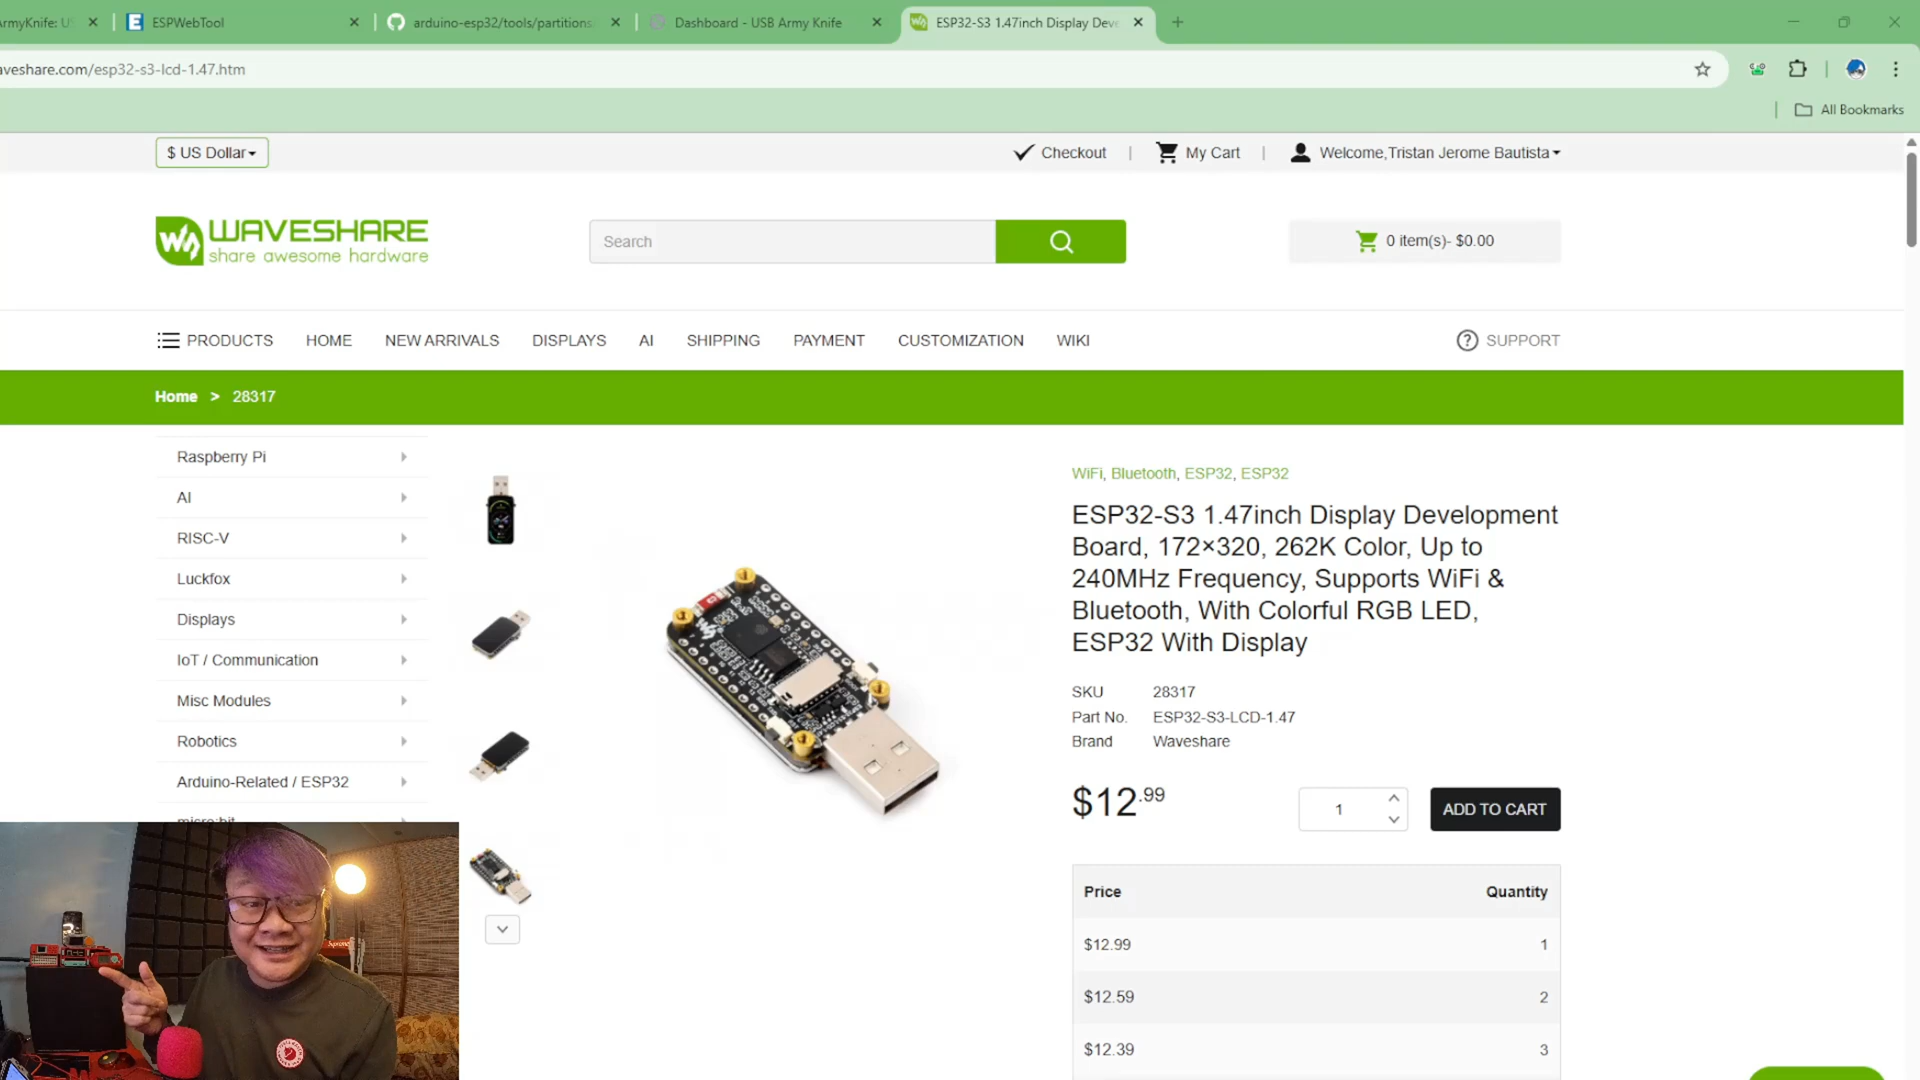 ArmyKnife: U
ESPWebTool
arduino-esp32/tools/partitions
Dashboard - USB Army Knife
ESP32-S3 1.47inch Display Deve
aveshare.com/esp32-s3-lcd-1.47.htm
All Bookmarks
$ US Dollar
Checkout
My Cart
Welcome,Tristan Jerome Bautista
WAVESHARE
share awesome hardware
Search
0 item(s)- $0.00
PRODUCTS
HOME
NEW ARRIVALS
DISPLAYS
AI
SHIPPING
PAYMENT
CUSTOMIZATION
WIKI
SUPPORT
Home > 28317
Raspberry Pi
AI
RISC-V
Luckfox
Displays
IoT / Communication
Misc Modules
Robotics
Arduino-Related / ESP32
micro:bit
WiFi, Bluetooth, ESP32, ESP32
ESP32-S3 1.47inch Display Development
Board, 172×320, 262K Color, Up to
240MHz Frequency, Supports WiFi &
Bluetooth, With Colorful RGB LED,
ESP32 With Display
SKU 28317
Part No. ESP32-S3-LCD-1.47
Brand Waveshare
$12.99
1
ADD TO CART
Price Quantity
$12.99 1
$12.59 2
$12.39 3
Supreme